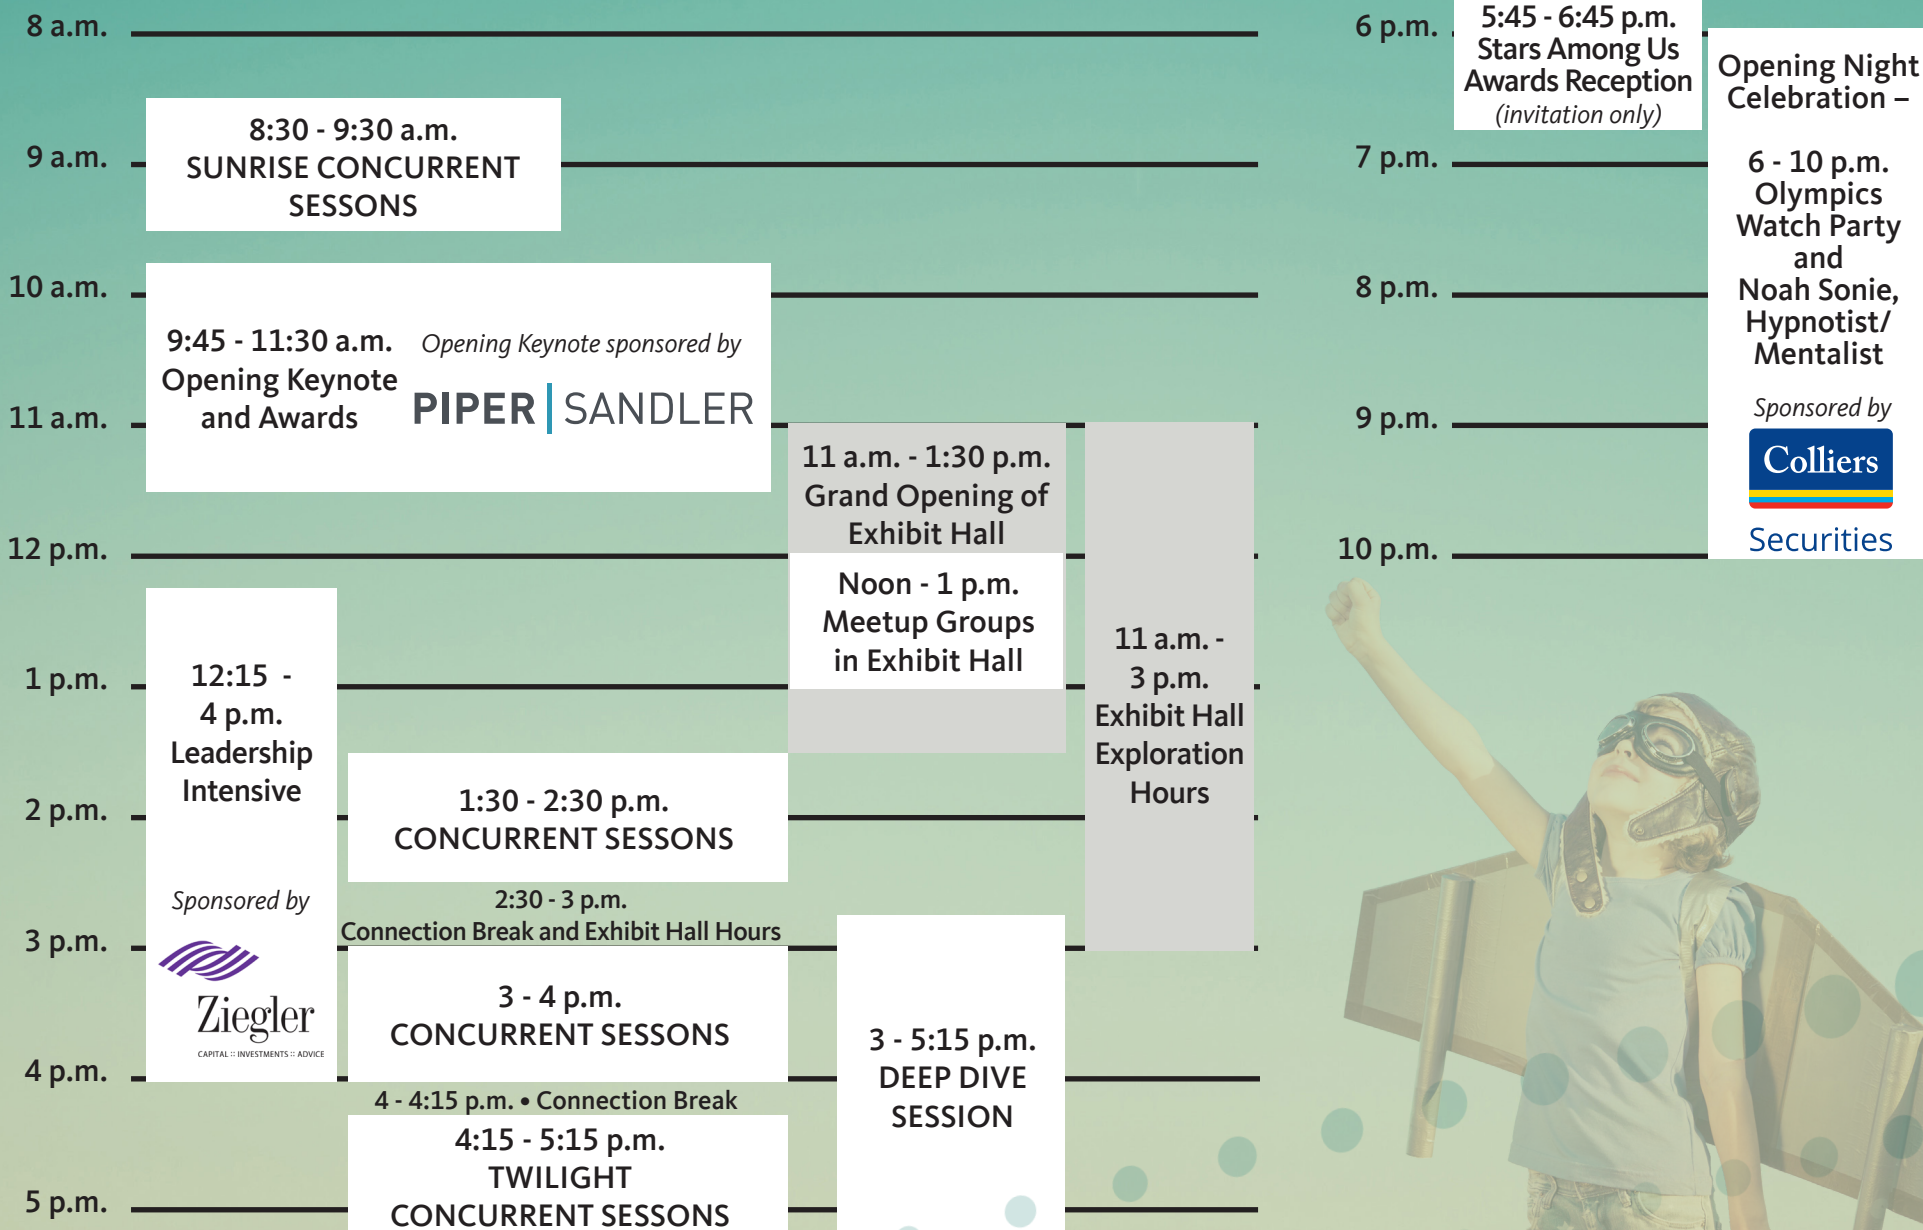 8 a.m.
8:30 - 9:30 a.m.
SUNRISE CONCURRENT
SESSONS
9 a.m.
10 a.m.
9:45 - 11:30 a.m.
Opening Keynote
and Awards
Opening Keynote sponsored by
PIPER | SANDLER
11 a.m.
11 a.m. - 1:30 p.m.
Grand Opening of
Exhibit Hall
12 p.m.
Noon - 1 p.m.
Meetup Groups
in Exhibit Hall
11 a.m. -
3 p.m.
Exhibit Hall
Exploration
Hours
1 p.m.
12:15 -
4 p.m.
Leadership
Intensive
Sponsored by
Ziegler
CAPITAL :: INVESTMENTS :: ADVICE
2 p.m.
1:30 - 2:30 p.m.
CONCURRENT SESSONS
2:30 - 3 p.m.
Connection Break and Exhibit Hall Hours
3 p.m.
3 - 4 p.m.
CONCURRENT SESSONS
3 - 5:15 p.m.
DEEP DIVE
SESSION
4 p.m.
4 - 4:15 p.m. • Connection Break
4:15 - 5:15 p.m.
TWILIGHT
CONCURRENT SESSONS
5 p.m.
6 p.m.
5:45 - 6:45 p.m.
Stars Among Us
Awards Reception
(invitation only)
7 p.m.
8 p.m.
9 p.m.
10 p.m.
Opening Night
Celebration –
6 - 10 p.m.
Olympics
Watch Party
and
Noah Sonie,
Hypnotist/
Mentalist
Sponsored by
Colliers
Securities